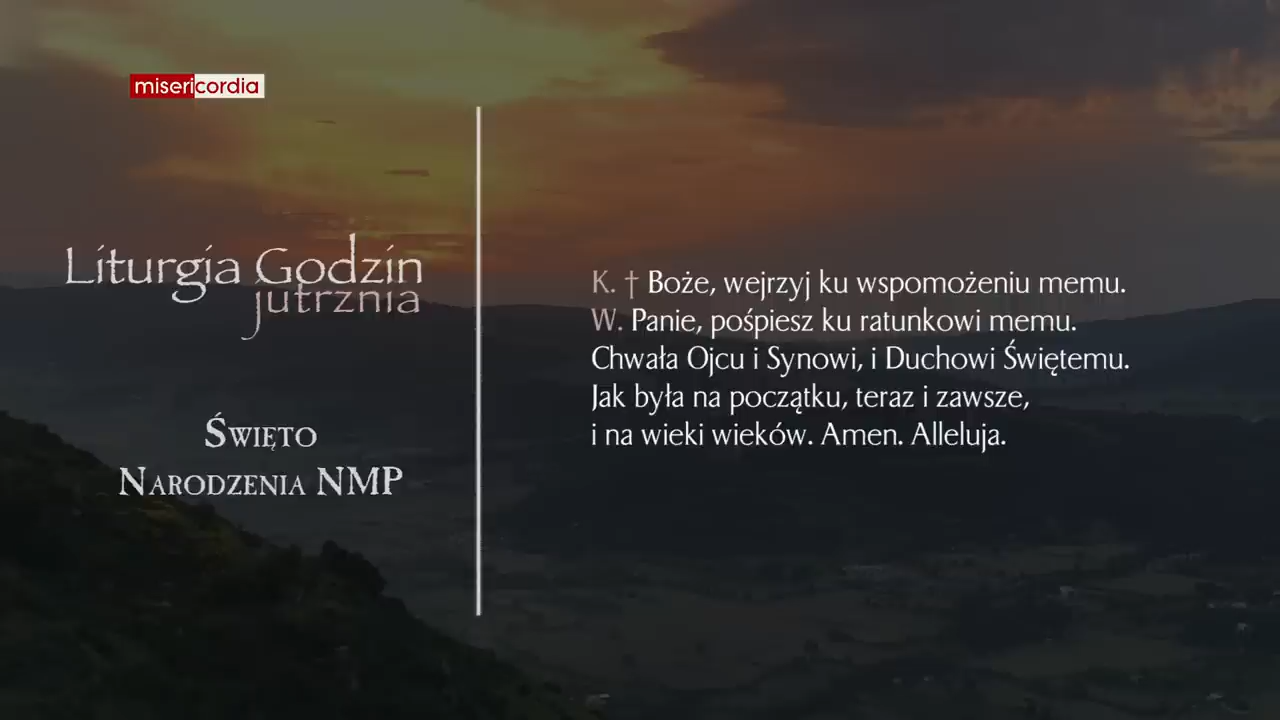 misericordia
Liturgia Godzin
jutrznia
Święto
Narodzenia NMP
K. † Boże, wejrzyj ku wspomożeniu memu.
W. Panie, pośpiesz ku ratunkowi memu.
Chwała Ojcu i Synowi, i Duchowi Świętemu.
Jak była na początku, teraz i zawsze,
i na wieki wieków. Amen. Alleluja.